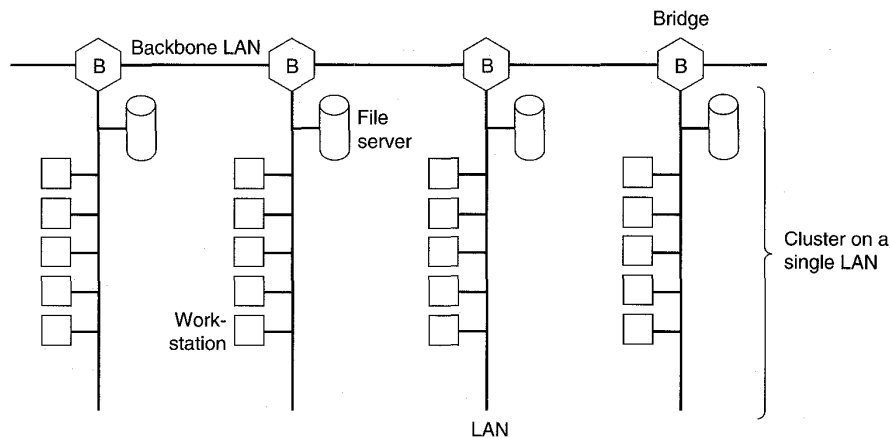 Bridge
Backbone LAN
B
B
B
B
File
server
Cluster on a
single LAN
Work-
station
LAN